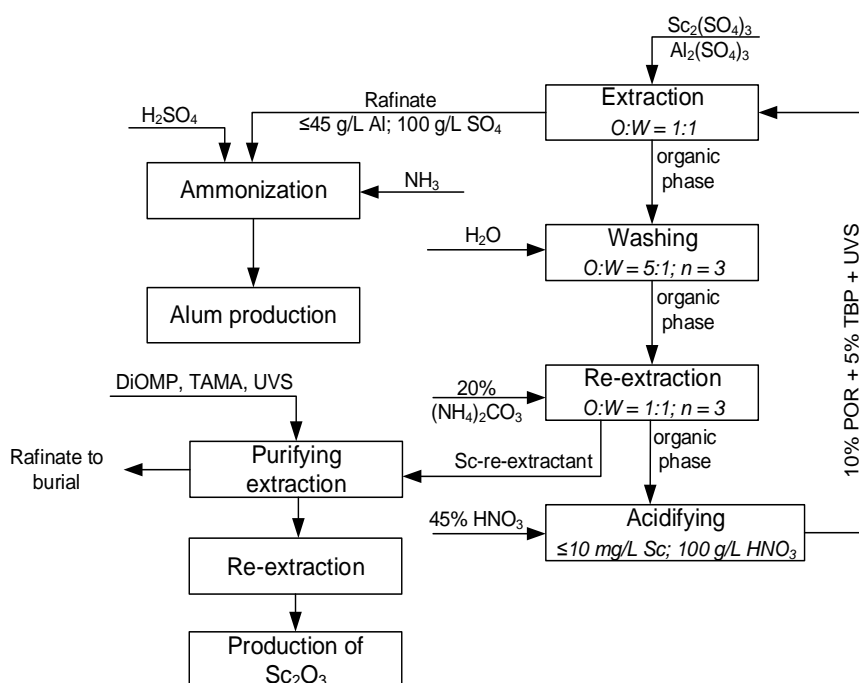 Sc₂(SO₄)₃
Al₂(SO₄)₃
Extraction
O:W = 1:1
Rafinate
≤45 g/L Al; 100 g/L SO₄
H₂SO₄
Ammonization
NH₃
organic
phase
H₂O
Washing
O:W = 5:1; n = 3
Alum production
organic
phase
10% POR + 5% TBP + UVS
DiOMP, TAMA, UVS
20%
(NH₄)₂CO₃
Re-extraction
O:W = 1:1; n = 3
Rafinate to
burial
Purifying
extraction
Sc-re-extractant
organic
phase
45% HNO₃
Acidifying
≤10 mg/L Sc; 100 g/L HNO₃
Re-extraction
Production of
Sc₂O₃